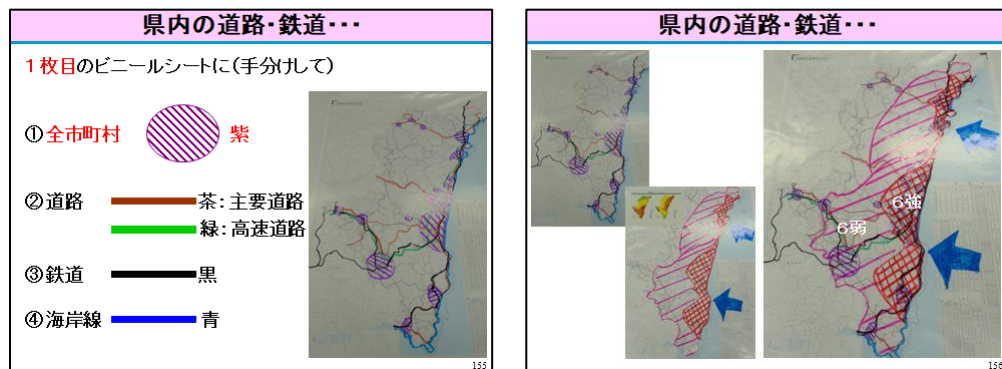 県内の道路・鉄道・・・
1枚目のビニールシートに(手分けして)
①全市町村 紫
②道路 茶:主要道路
緑:高速道路
③鉄道 黒
④海岸線 青
155
県内の道路・鉄道・・・
6強
6弱
156